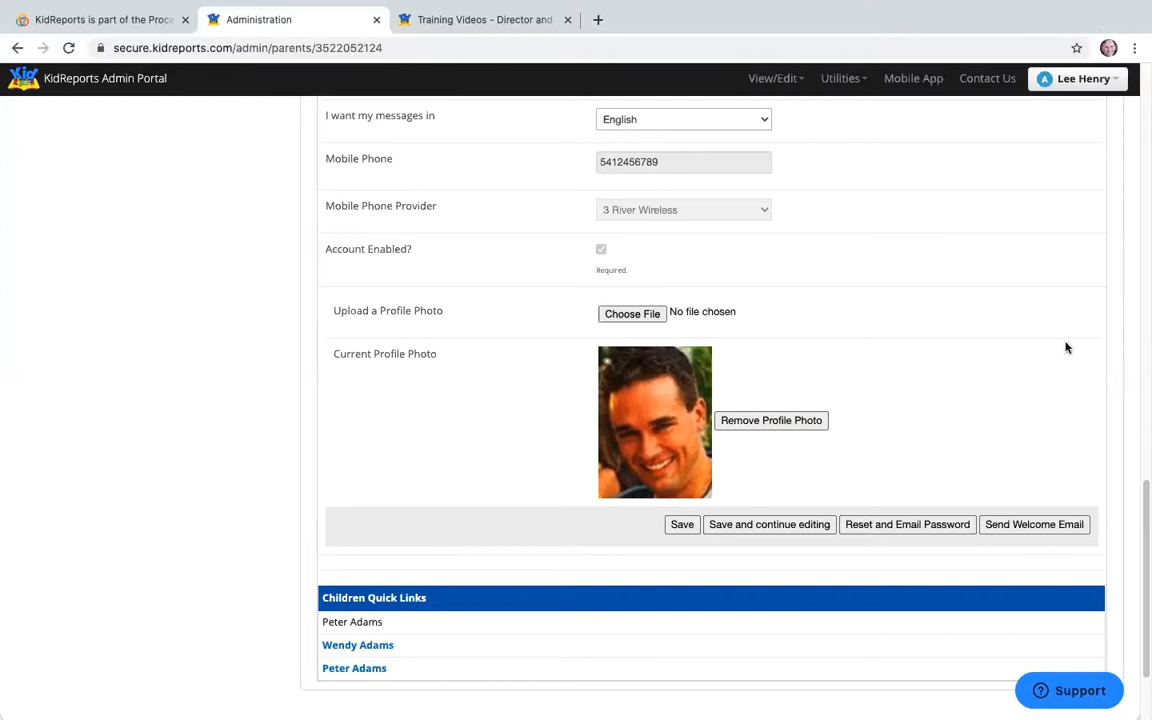 KidReports is part of the Proca
Administration
Training Videos - Director and
secure.kidreports.com/admin/parents/3522052124
KidReports Admin Portal
View/Edit
Utilities
Mobile App
Contact Us
A Lee Henry
I want my messages in
English
Mobile Phone
5412456789
Mobile Phone Provider
3 River Wireless
Account Enabled?
Required.
Upload a Profile Photo
Choose File No file chosen
Current Profile Photo
Remove Profile Photo
Save
Save and continue editing
Reset and Email Password
Send Welcome Email
Children Quick Links
Peter Adams
Wendy Adams
Peter Adams
Support